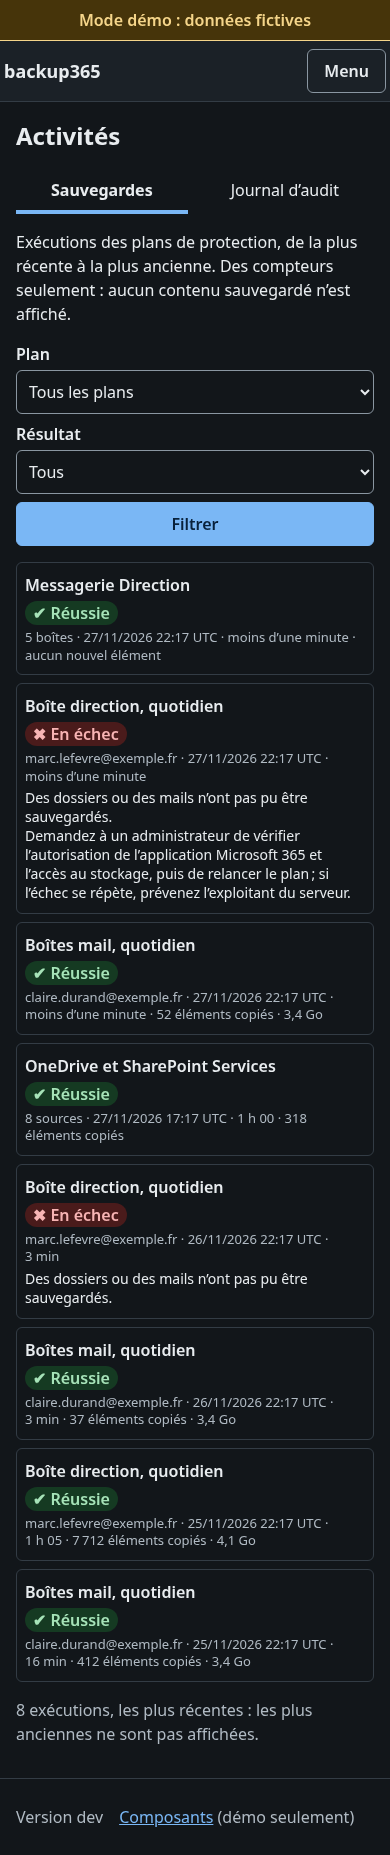 Mode démo : données fictives
backup365
Menu
Activités
Sauvegardes
Journal d’audit
Exécutions des plans de protection, de la plus
récente à la plus ancienne. Des compteurs
seulement : aucun contenu sauvegardé n’est
affiché.
Plan
Tous les plans
Résultat
Tous
Filtrer
Messagerie Direction
✔ Réussie
5 boîtes · 27/11/2026 22:17 UTC · moins d’une minute ·
aucun nouvel élément
Boîte direction, quotidien
✖ En échec
marc.lefevre@exemple.fr · 27/11/2026 22:17 UTC ·
moins d’une minute
Des dossiers ou des mails n’ont pas pu être
sauvegardés.
Demandez à un administrateur de vérifier
l’autorisation de l’application Microsoft 365 et
l’accès au stockage, puis de relancer le plan ; si
l’échec se répète, prévenez l’exploitant du serveur.
Boîtes mail, quotidien
✔ Réussie
claire.durand@exemple.fr · 27/11/2026 22:17 UTC ·
moins d’une minute · 52 éléments copiés · 3,4 Go
OneDrive et SharePoint Services
✔ Réussie
8 sources · 27/11/2026 17:17 UTC · 1 h 00 · 318
éléments copiés
Boîte direction, quotidien
✖ En échec
marc.lefevre@exemple.fr · 26/11/2026 22:17 UTC ·
3 min
Des dossiers ou des mails n’ont pas pu être
sauvegardés.
Boîtes mail, quotidien
✔ Réussie
claire.durand@exemple.fr · 26/11/2026 22:17 UTC ·
3 min · 37 éléments copiés · 3,4 Go
Boîte direction, quotidien
✔ Réussie
marc.lefevre@exemple.fr · 25/11/2026 22:17 UTC ·
1 h 05 · 7 712 éléments copiés · 4,1 Go
Boîtes mail, quotidien
✔ Réussie
claire.durand@exemple.fr · 25/11/2026 22:17 UTC ·
16 min · 412 éléments copiés · 3,4 Go
8 exécutions, les plus récentes : les plus
anciennes ne sont pas affichées.
Version dev Composants (démo seulement)